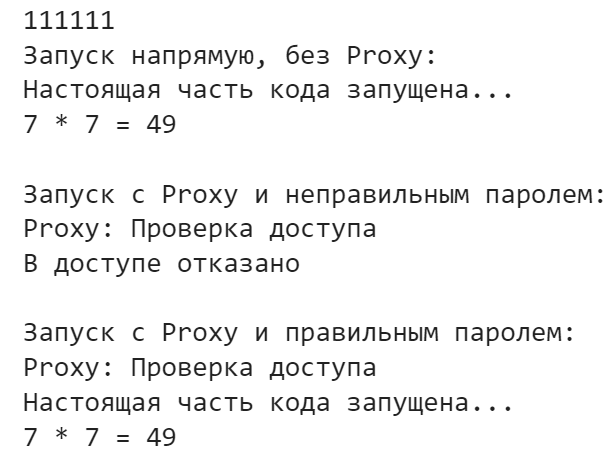 111111
Запуск напрямую, без Proxy:
Настоящая часть кода запущена...
7 * 7 = 49
Запуск с Proxy и неправильным паролем:
Proxy: Проверка доступа
В доступе отказано
Запуск с Proxy и правильным паролем:
Proxy: Проверка доступа
Настоящая часть кода запущена...
7 * 7 = 49